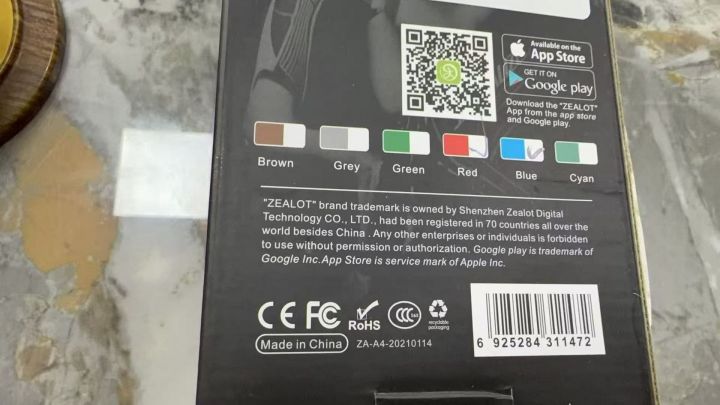 Available on the
App Store
GET IT ON
Google play
Download the "ZEALOT"
App from the app store
and Google play.
Brown Grey Green Red Blue Cyan
"ZEALOT" brand trademark is owned by Shenzhen Zealot Digital
Technology CO., LTD., had been registered in 70 countries all over the
world besides China . Any other enterprises or individuals is forbidden
to use without permission or authorization. Google play is trademark of
Google Inc.App Store is service mark of Apple Inc.
CE FC RoHS CCC recyclable
packaging
Made in China ZA-A4-20210114
6 925284 311472